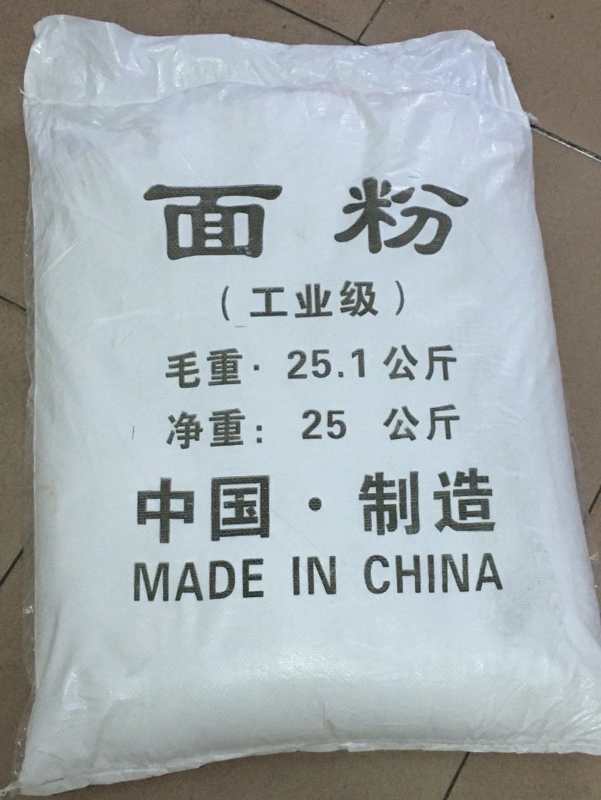 面粉
（工业级）
毛重· 25.1公斤
净重: 25 公斤
中国·制造
MADE IN CHINA